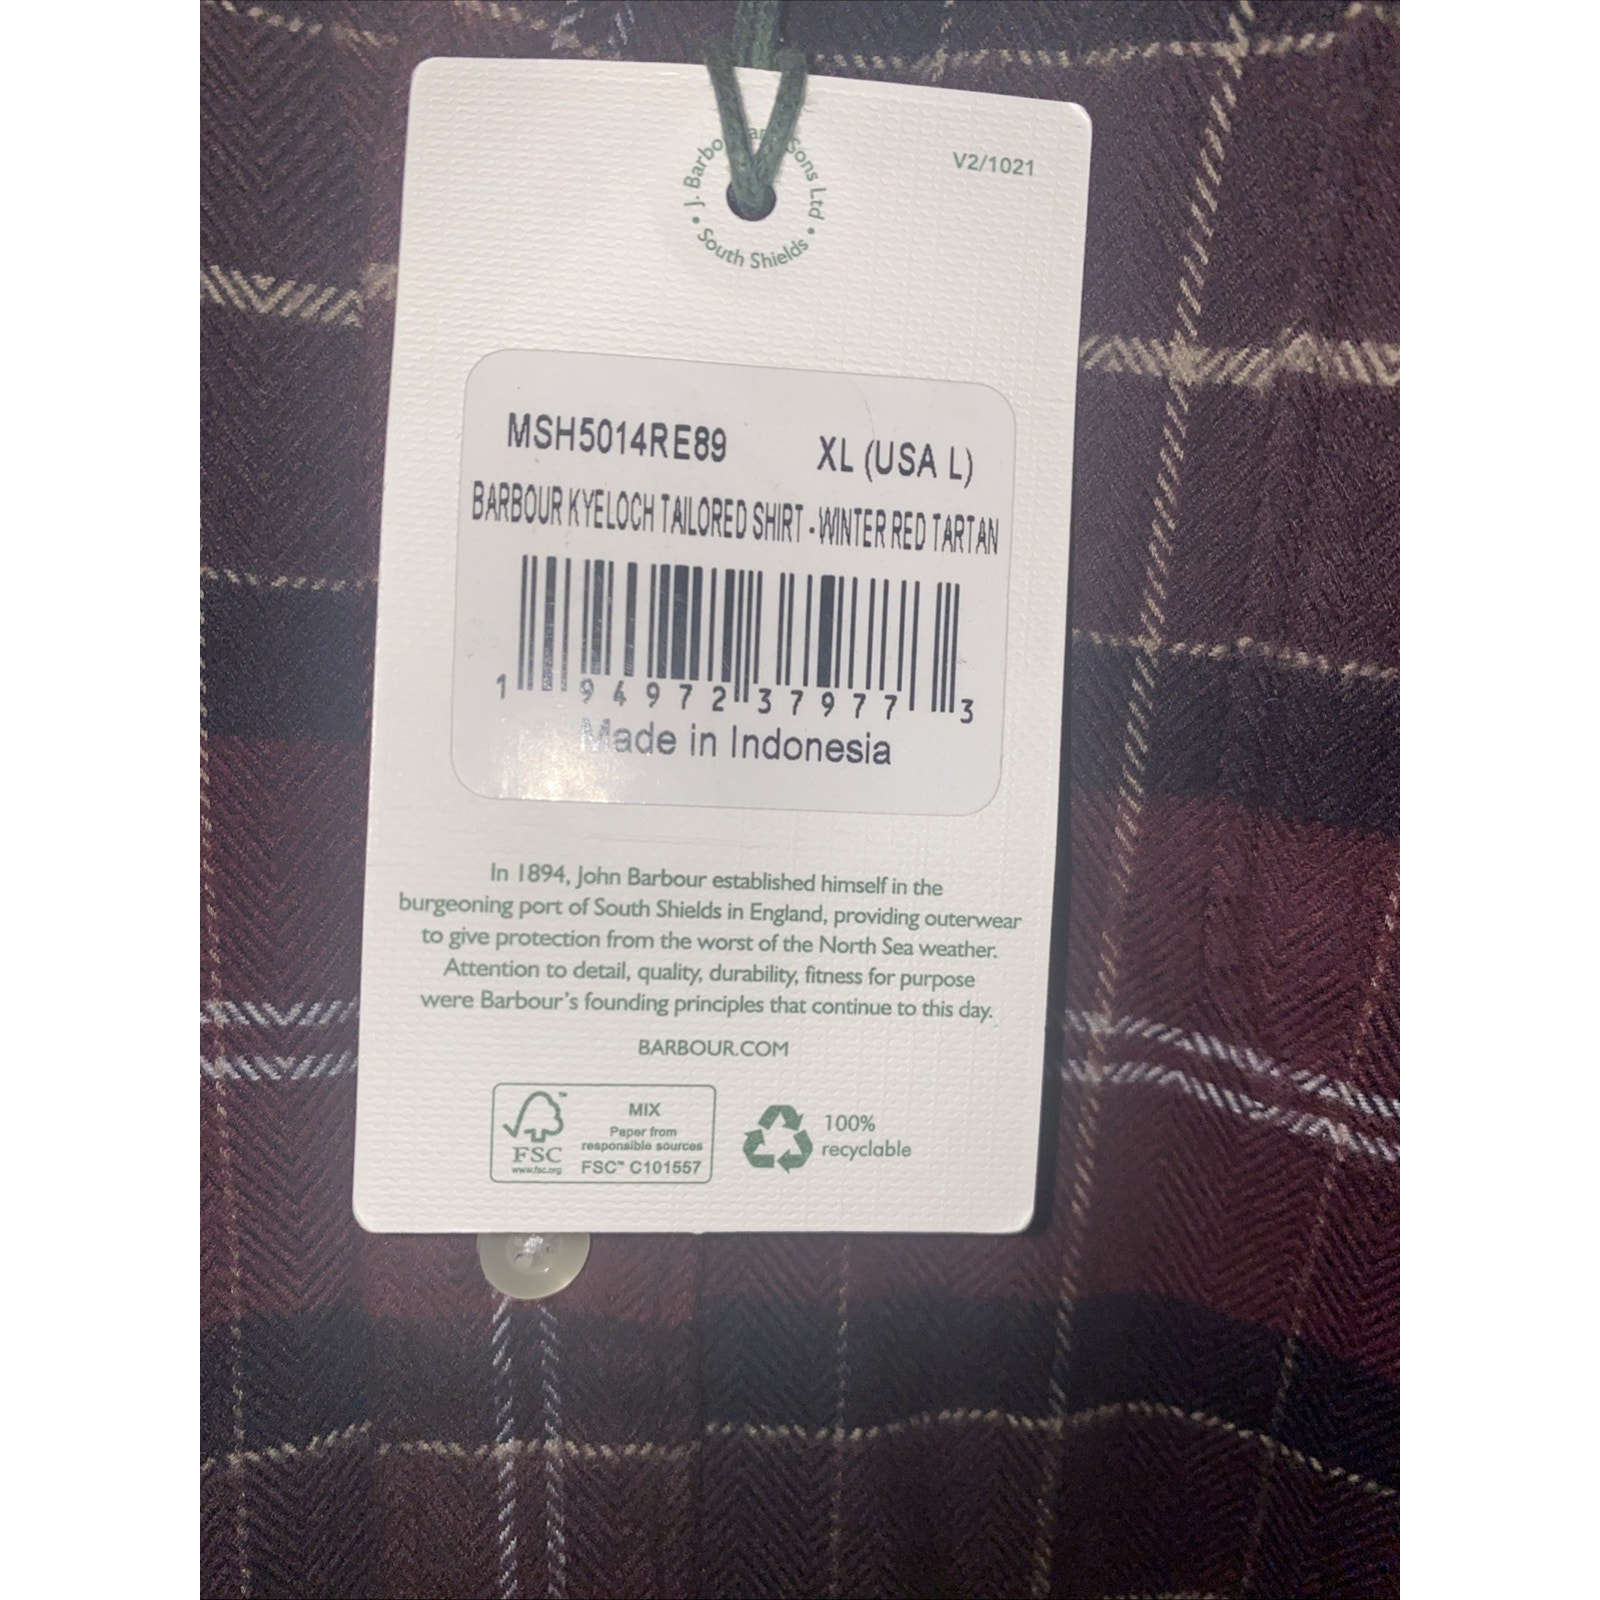 J. Barbour and Sons Ltd
• South Shields •
V2/1021
MSH5014RE89 XL (USA L)
BARBOUR KYELOCH TAILORED SHIRT - WINTER RED TARTAN
1 94972 37977 3
Made in Indonesia
In 1894, John Barbour established himself in the
burgeoning port of South Shields in England, providing outerwear
to give protection from the worst of the North Sea weather.
Attention to detail, quality, durability, fitness for purpose
were Barbour's founding principles that continue to this day.
BARBOUR.COM
FSC
www.fsc.org
MIX
Paper from
responsible sources
FSC™ C101557
100%
recyclable